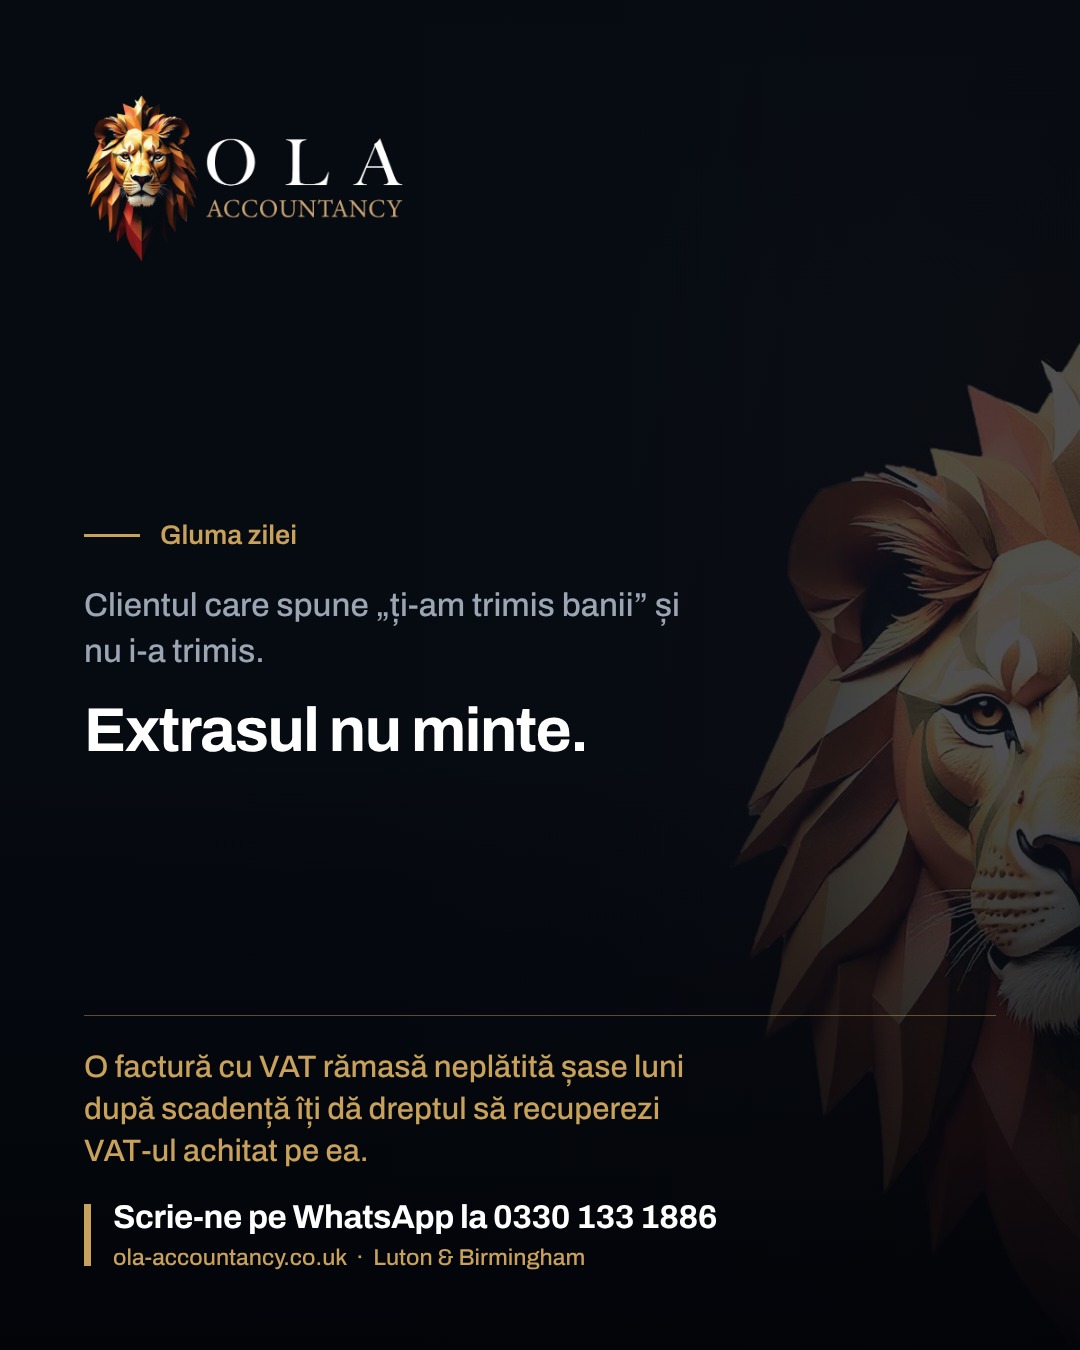 OLA
ACCOUNTANCY
Gluma zilei
Clientul care spune „ți-am trimis banii” și
nu i-a trimis.
Extrasul nu minte.
O factură cu VAT rămasă neplătită șase luni
după scadență îți dă dreptul să recuperezi
VAT-ul achitat pe ea.
Scrie-ne pe WhatsApp la 0330 133 1886
ola-accountancy.co.uk · Luton & Birmingham